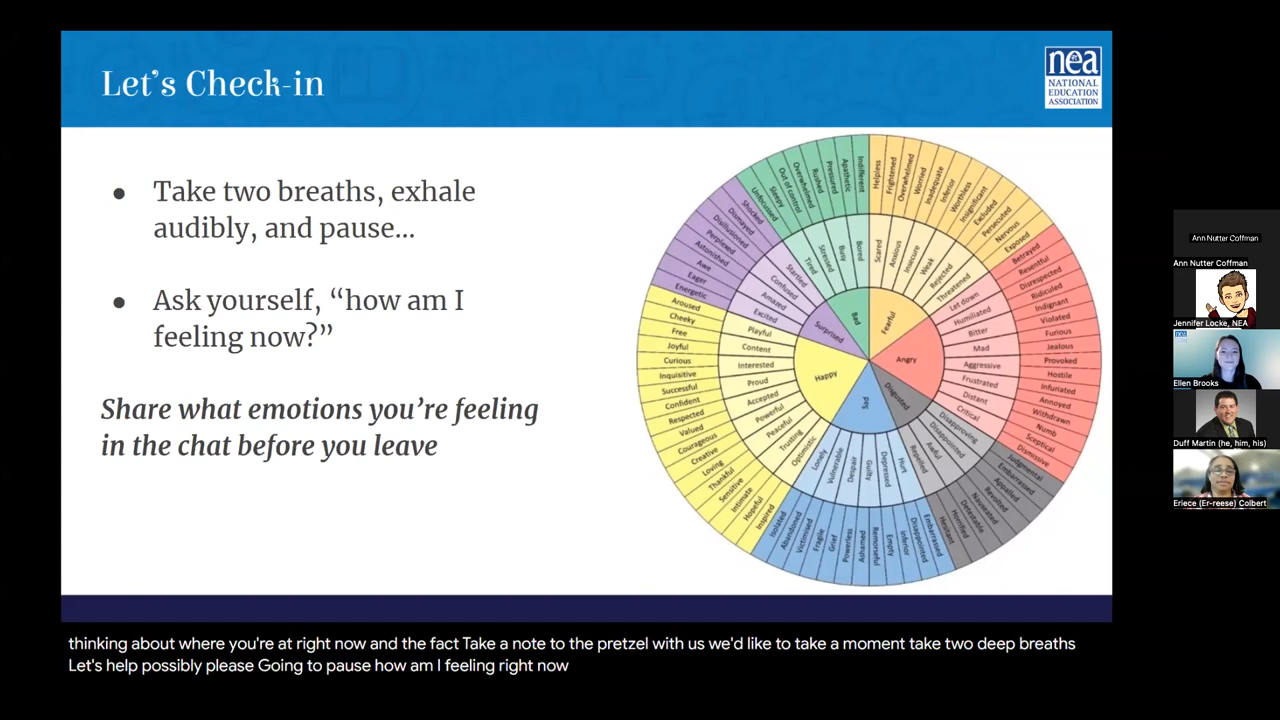 Let's Check-in
nea
NATIONAL
EDUCATION
ASSOCIATION
● Take two breaths, exhale
audibly, and pause...
● Ask yourself, “how am I
feeling now?”
Share what emotions you're feeling
in the chat before you leave
Fearful
Angry
Disgusted
Sad
Happy
Surprised
Bad
Scared
Anxious
Insecure
Weak
Rejected
Threatened
Let down
Humiliated
Bitter
Mad
Aggressive
Frustrated
Distant
Critical
Disapproving
Disappointed
Awful
Repelled
Hurt
Depressed
Guilty
Despair
Vulnerable
Lonely
Optimistic
Trusting
Peaceful
Powerful
Accepted
Proud
Interested
Content
Playful
Excited
Amazed
Confused
Startled
Tired
Stressed
Busy
Bored
Helpless
Frightened
Overwhelmed
Worried
Inadequate
Inferior
Worthless
Insignificant
Excluded
Persecuted
Nervous
Exposed
Betrayed
Resentful
Disrespected
Ridiculed
Indignant
Violated
Furious
Jealous
Provoked
Hostile
Infuriated
Annoyed
Withdrawn
Numb
Sceptical
Dismissive
Judgmental
Embarrassed
Appalled
Revolted
Nauseated
Detestable
Horrified
Hesitant
Embarrassed
Disappointed
Inferior
Empty
Remorseful
Ashamed
Powerless
Grief
Fragile
Victimised
Abandoned
Isolated
Inspired
Hopeful
Intimate
Sensitive
Thankful
Loving
Creative
Courageous
Valued
Respected
Confident
Successful
Inquisitive
Curious
Joyful
Free
Cheeky
Aroused
Energetic
Eager
Awe
Astonished
Perplexed
Disillusioned
Dismayed
Shocked
Unfocussed
Sleepy
Out of control
Overwhelmed
Rushed
Pressured
Apathetic
Indifferent
Ann Nutter Coffman
Ann Nutter Coffman
Jennifer Locke, NEA
Ellen Brooks
Duff Martin (he, him, his)
Eriece (Er-reese) Colbert
thinking about where you're at right now and the fact Take a note to the pretzel with us we'd like to take a moment take two deep breaths
Let's help possibly please Going to pause how am I feeling right now